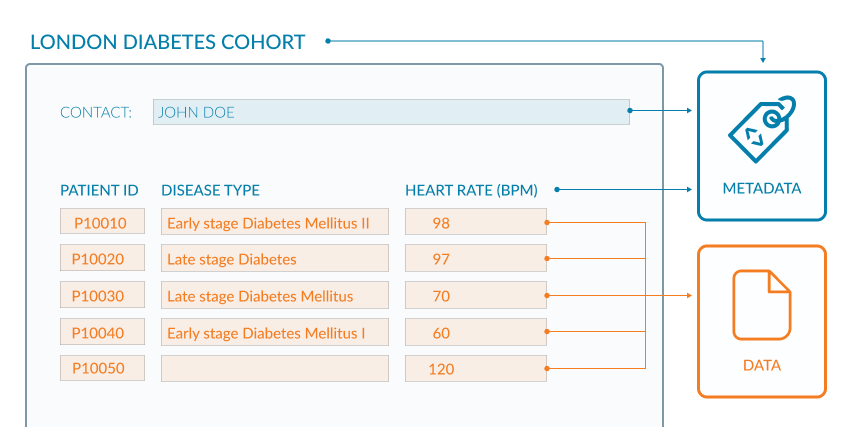 LONDON DIABETES COHORT
CONTACT: JOHN DOE
METADATA
PATIENT ID DISEASE TYPE HEART RATE (BPM)
P10010 Early stage Diabetes Mellitus II 98
P10020 Late stage Diabetes 97
P10030 Late stage Diabetes Mellitus 70
P10040 Early stage Diabetes Mellitus I 60
P10050 120
DATA